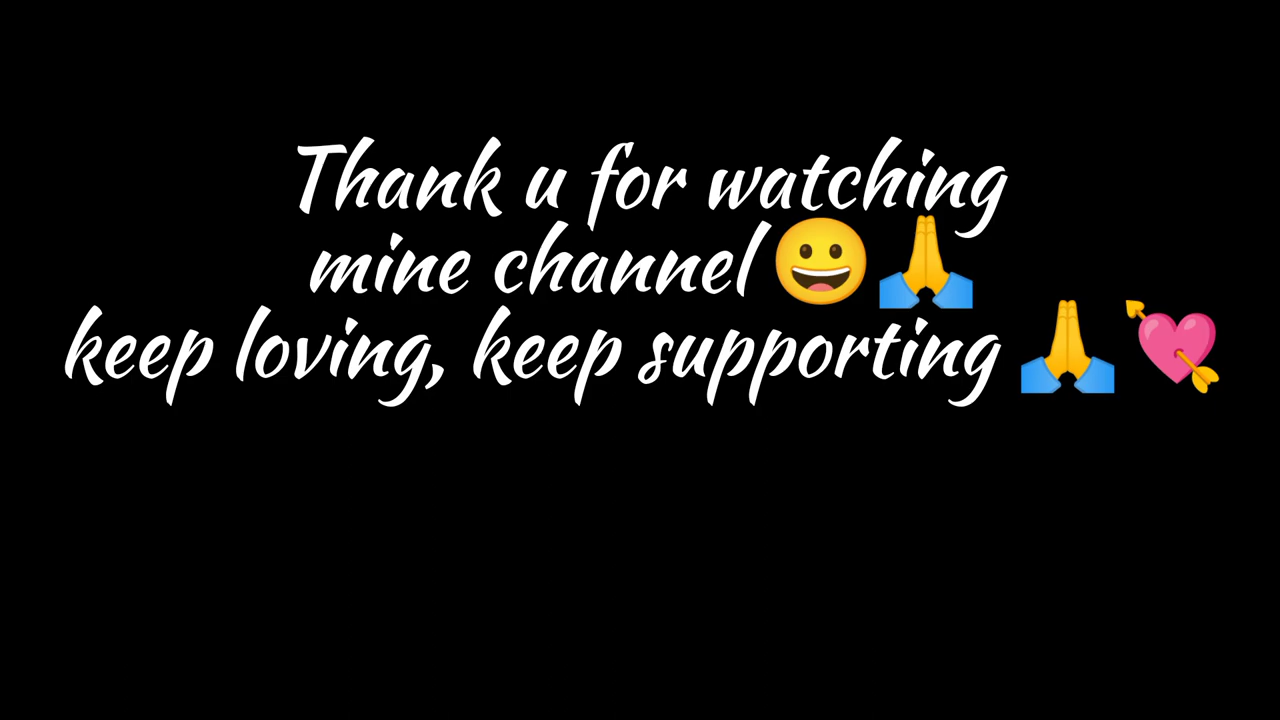 Thank u for watching
mine channel 😀🙏
keep loving, keep supporting 🙏💘